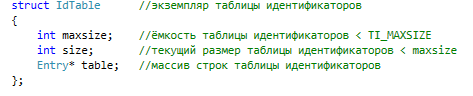 struct IdTable //экземпляр таблицы идентификаторов
{
int maxsize; //ёмкость таблицы идентификаторов < TI_MAXSIZE
int size; //текущий размер таблицы идентификаторов < maxsize
Entry* table; //массив строк таблицы идентификаторов
};